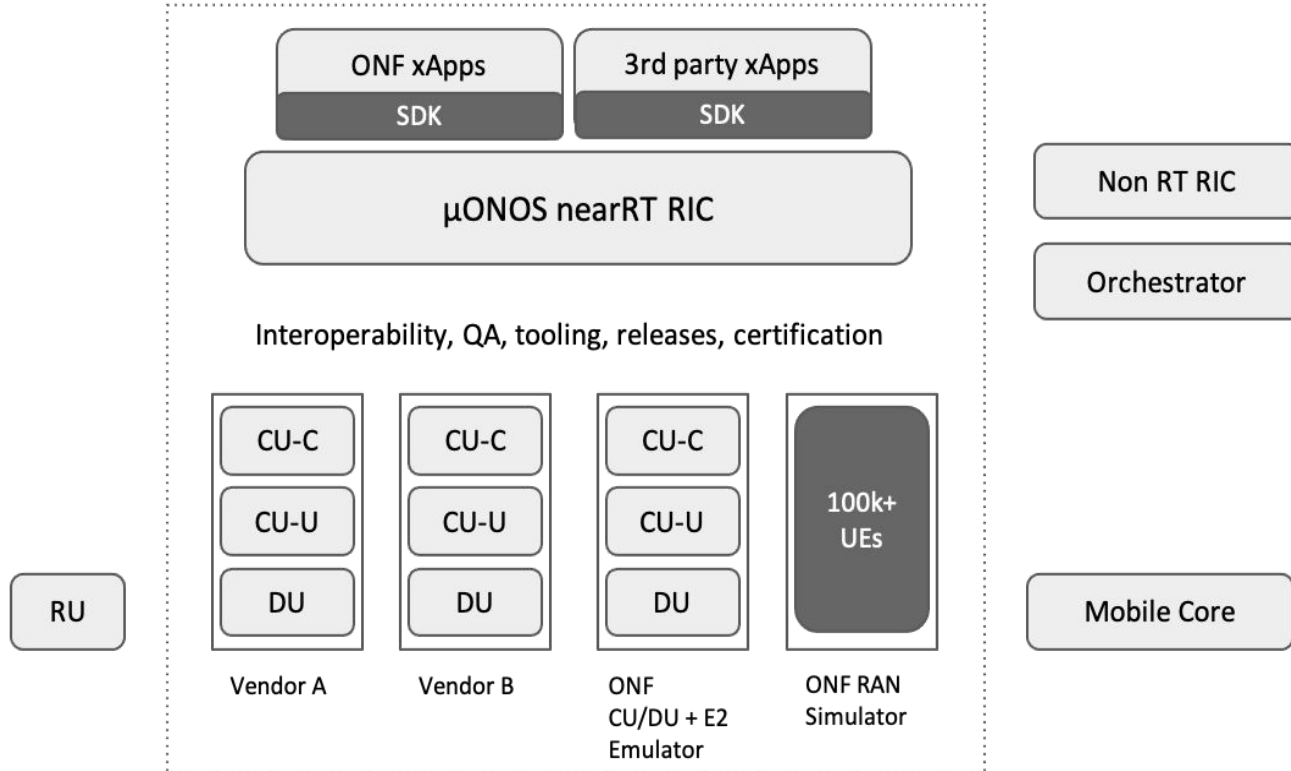 ONF xApps
SDK
3rd party xApps
SDK
µONOS nearRT RIC
Non RT RIC
Orchestrator
Interoperability, QA, tooling, releases, certification
RU
CU-C
CU-U
DU
Vendor A
CU-C
CU-U
DU
Vendor B
CU-C
CU-U
DU
ONF
CU/DU + E2
Emulator
100k+
UEs
ONF RAN
Simulator
Mobile Core